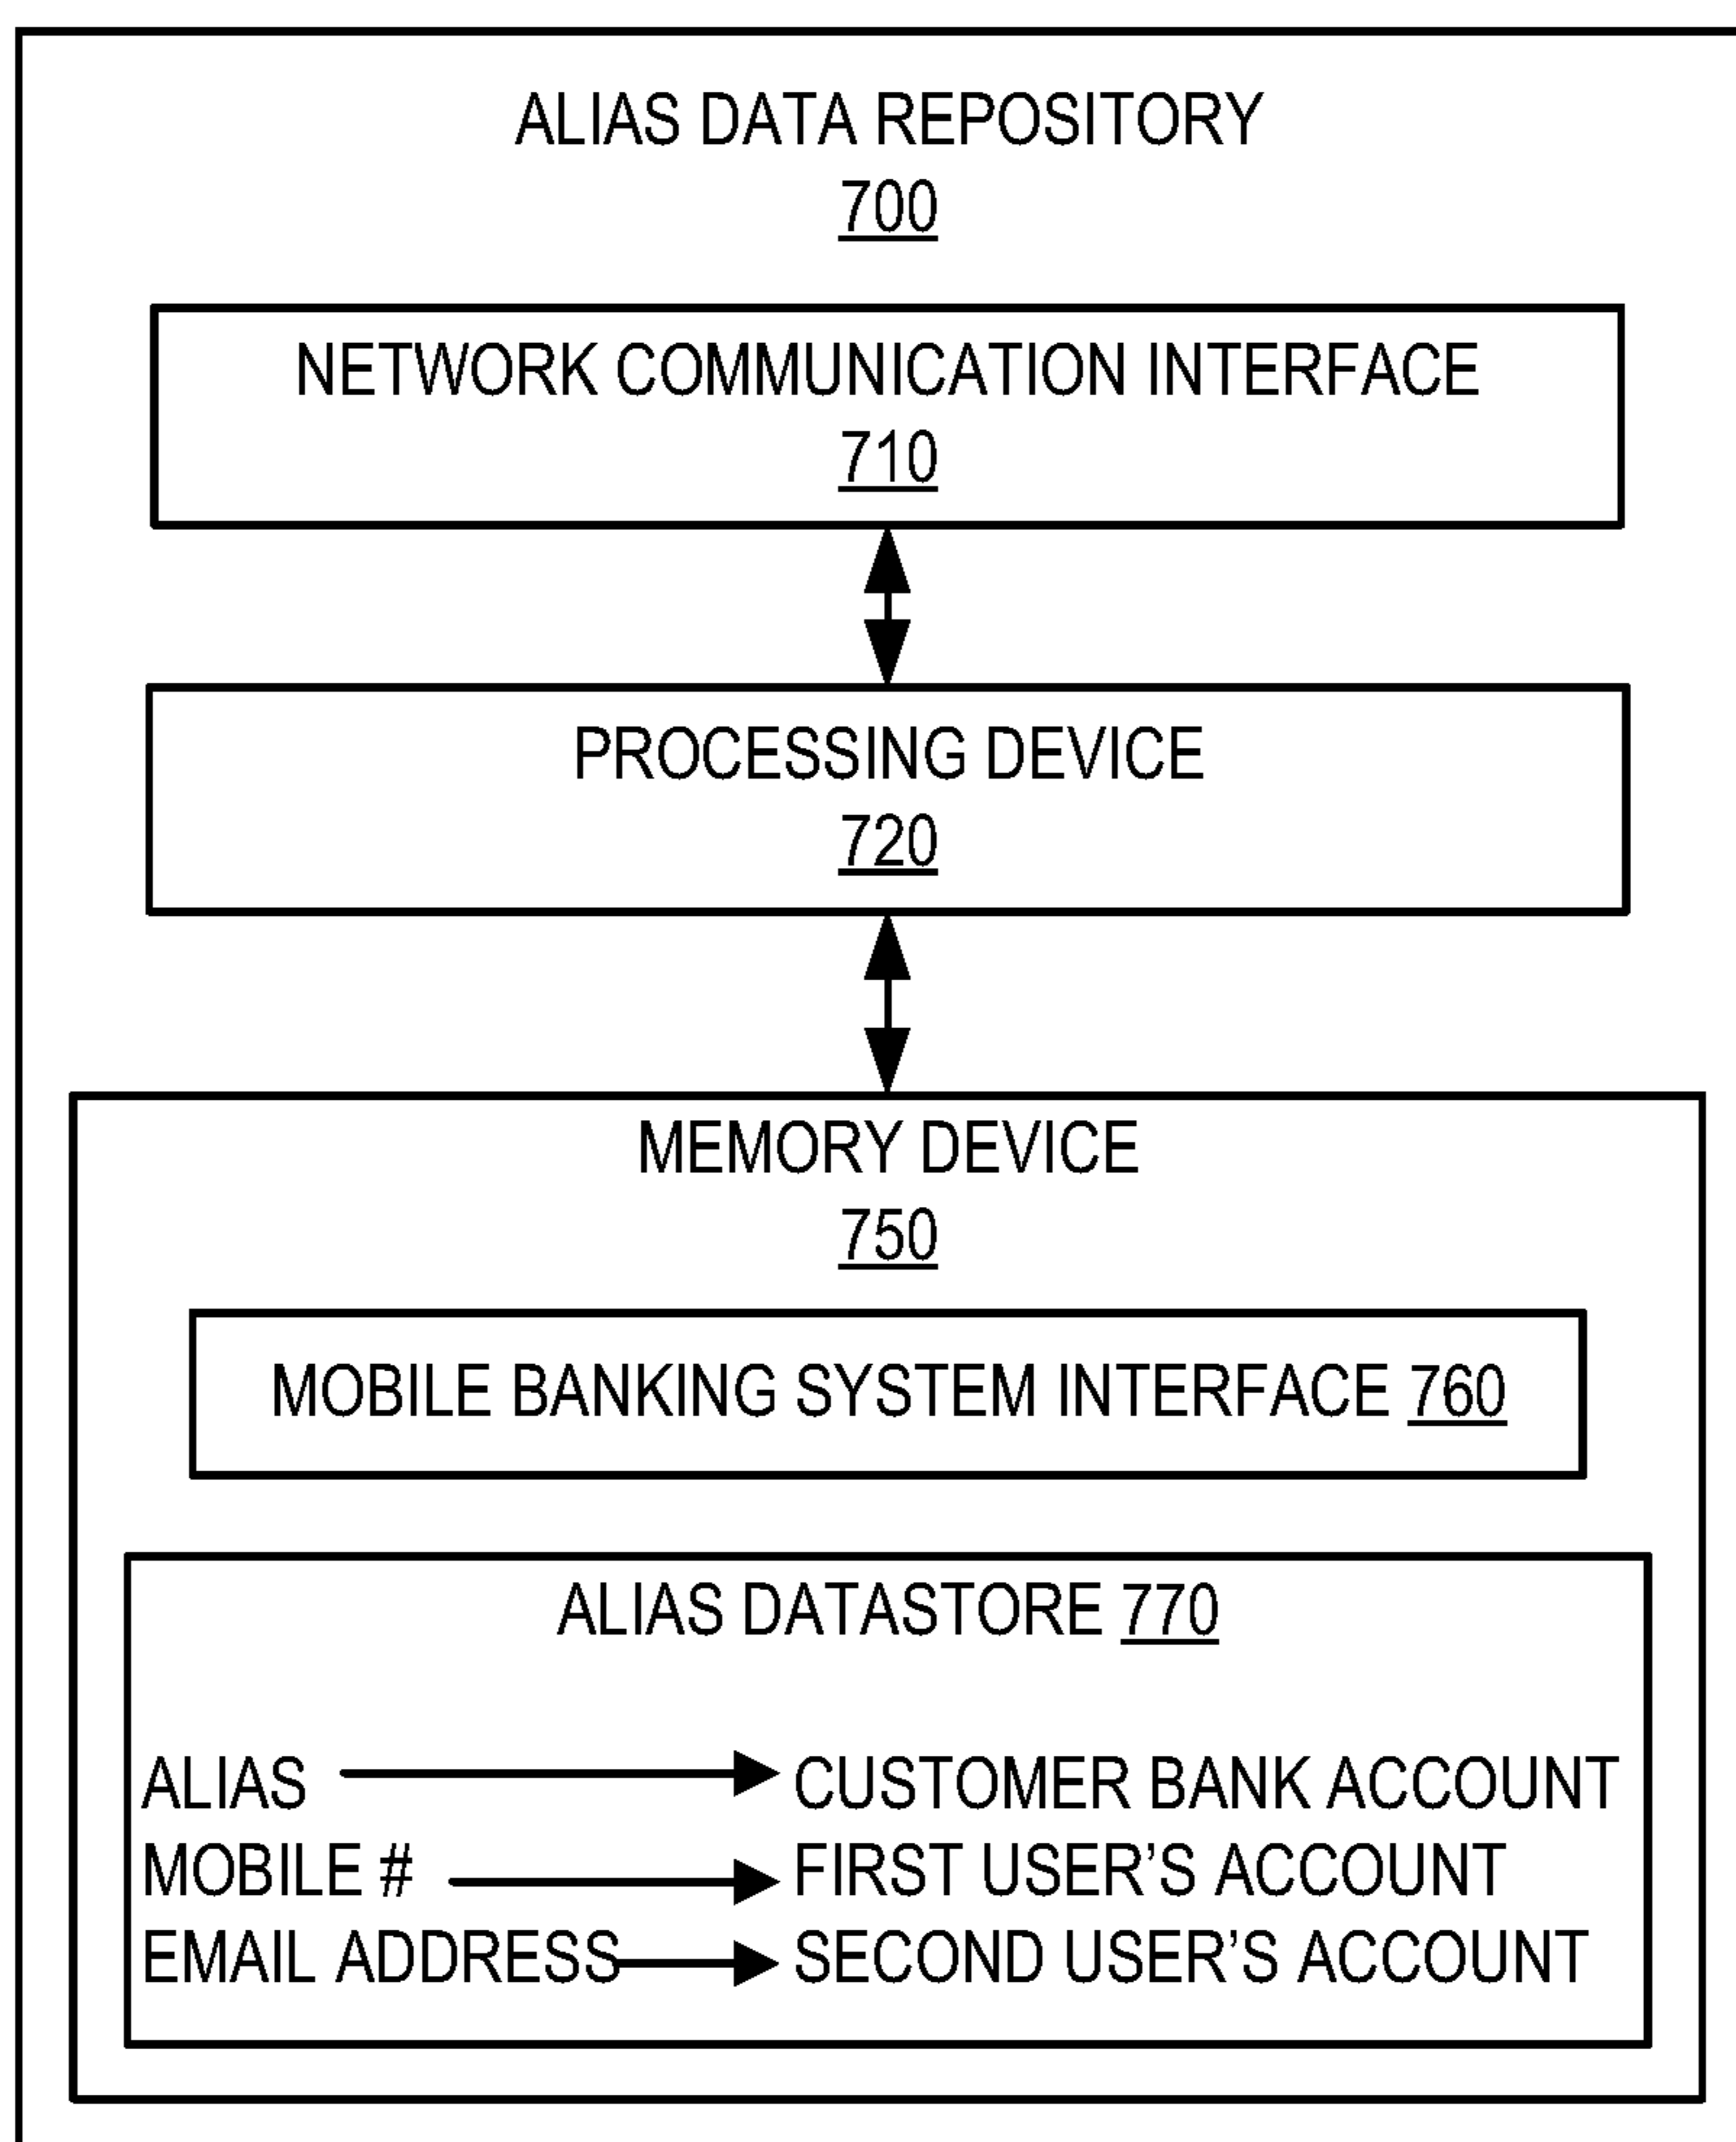 ALIAS DATA REPOSITORY
700
NETWORK COMMUNICATION INTERFACE
710
PROCESSING DEVICE
720
MEMORY DEVICE
750
MOBILE BANKING SYSTEM INTERFACE 760
ALIAS DATASTORE 770
ALIAS CUSTOMER BANK ACCOUNT
MOBILE # FIRST USER'S ACCOUNT
EMAIL ADDRESS SECOND USER'S ACCOUNT